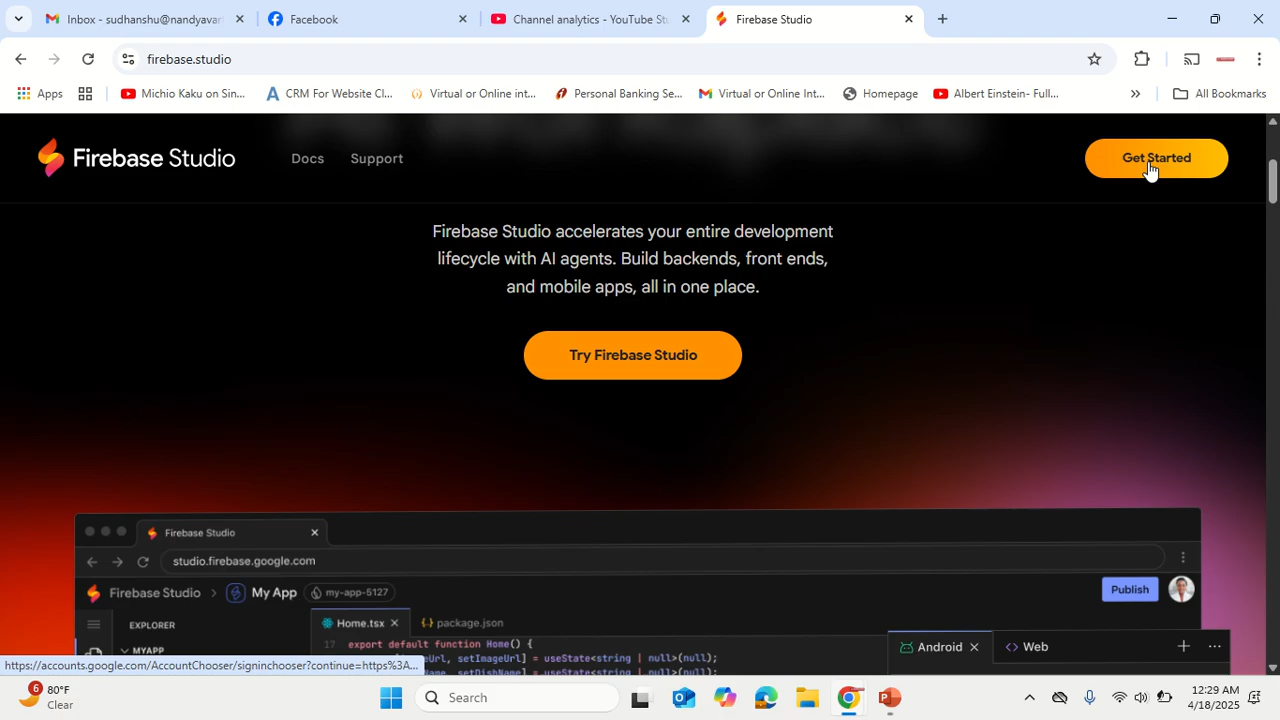 Inbox - sudhanshu@nandyavar
Facebook
Channel analytics - YouTube Stu
Firebase Studio
firebase.studio
Apps
Michio Kaku on Sin...
CRM For Website Cl...
Virtual or Online int...
Personal Banking Se...
Virtual or Online Int...
Homepage
Albert Einstein- Full...
All Bookmarks
Firebase Studio
Docs
Support
Get Started
Firebase Studio accelerates your entire development
lifecycle with AI agents. Build backends, front ends,
and mobile apps, all in one place.
Try Firebase Studio
Firebase Studio
studio.firebase.google.com
Firebase Studio
My App
my-app-5127
Publish
EXPLORER
Home.tsx
{..} package.json
MYAPP
17 export default function Home() {
setImageUrl] = useState<string | null>(null);
setDishName] = useState<string | null>(null);
Android
Web
https://accounts.google.com/AccountChooser/signinchooser?continue=https%3A...
6
80°F
Clear
Search
12:29 AM
4/18/2025